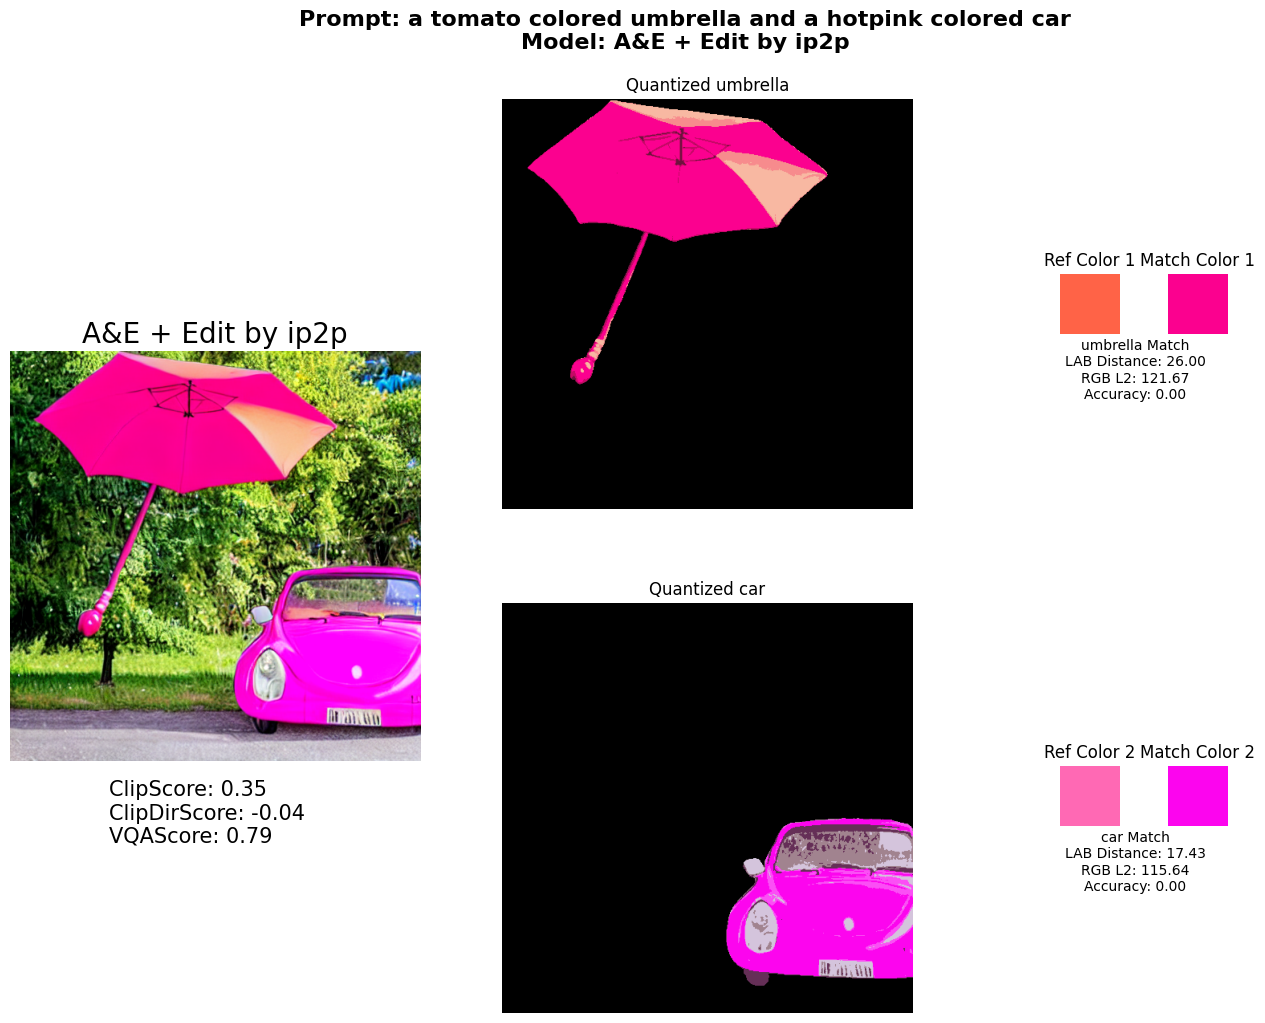 Prompt: a tomato colored umbrella and a hotpink colored car
Model: A&E + Edit by ip2p
Quantized umbrella
Ref Color 1 Match Color 1
umbrella Match
LAB Distance: 26.00
RGB L2: 121.67
Accuracy: 0.00
A&E + Edit by ip2p
ClipScore: 0.35
ClipDirScore: -0.04
VQAScore: 0.79
Quantized car
Ref Color 2 Match Color 2
car Match
LAB Distance: 17.43
RGB L2: 115.64
Accuracy: 0.00